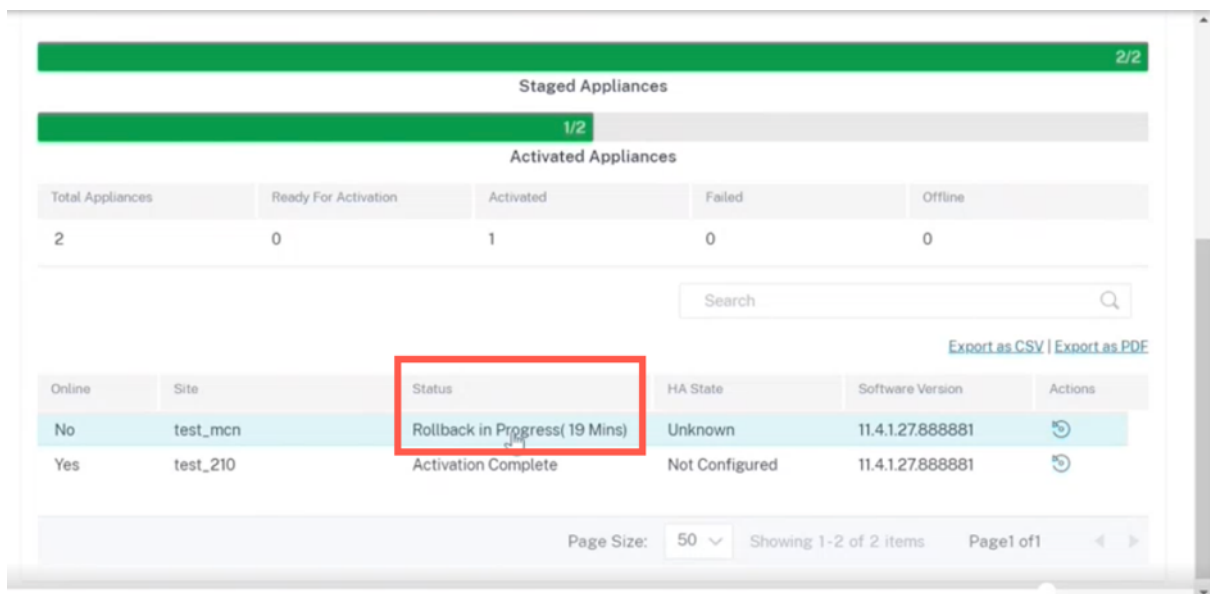 2/2
Staged Appliances
1/2
Activated Appliances
Total Appliances Ready For Activation Activated Failed Offline
2 0 1 0 0
Search
Export as CSV | Export as PDF
Online Site Status HA State Software Version Actions
No test_mcn Rollback in Progress( 19 Mins) Unknown 11.4.1.27.888881
Yes test_210 Activation Complete Not Configured 11.4.1.27.888881
Page Size: 50 Showing 1-2 of 2 items Page1 of1